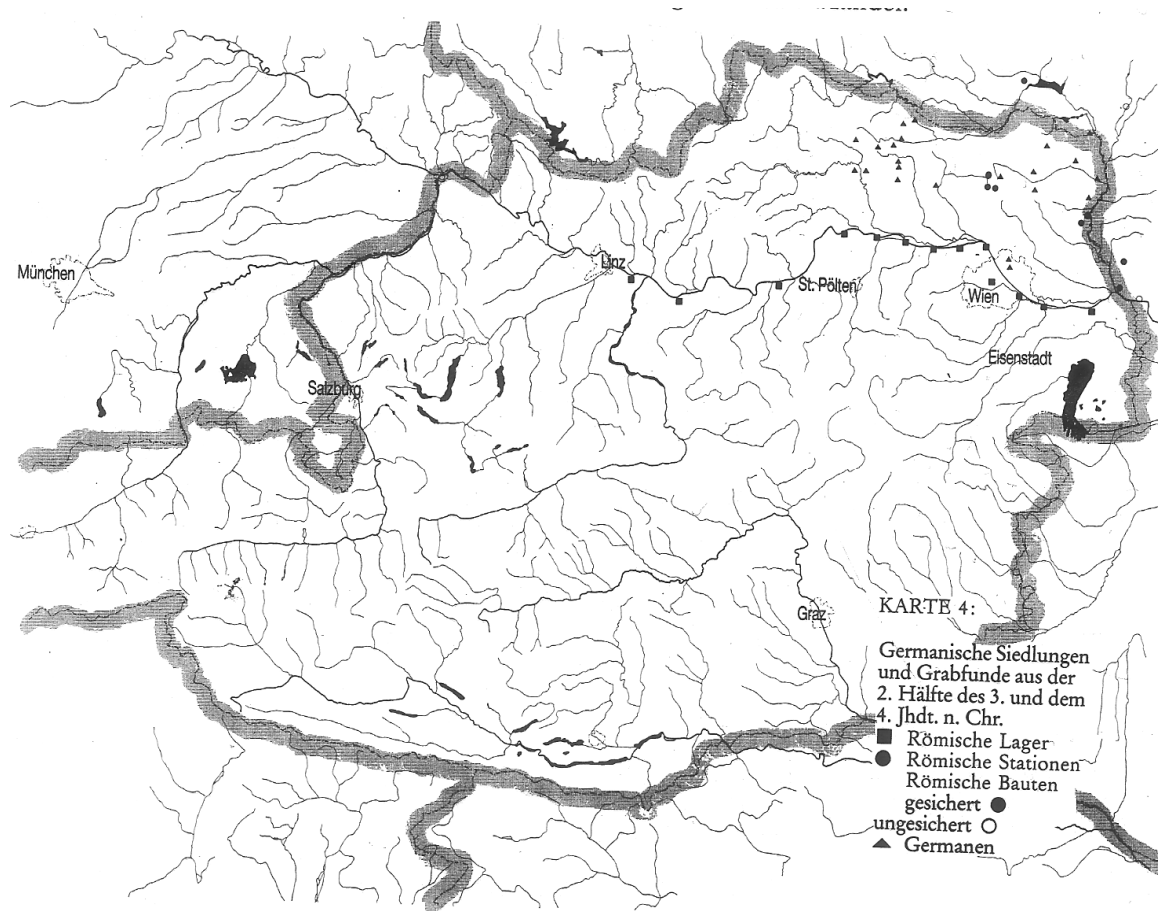 München
Linz
St. Pölten
Wien
Eisenstadt
Salzburg
Graz
KARTE 4:
Germanische Siedlungen
und Grabfunde aus der
2. Hälfte des 3. und dem
4. Jhdt. n. Chr.
Römische Lager
Römische Stationen
Römische Bauten
gesichert
ungesichert
Germanen